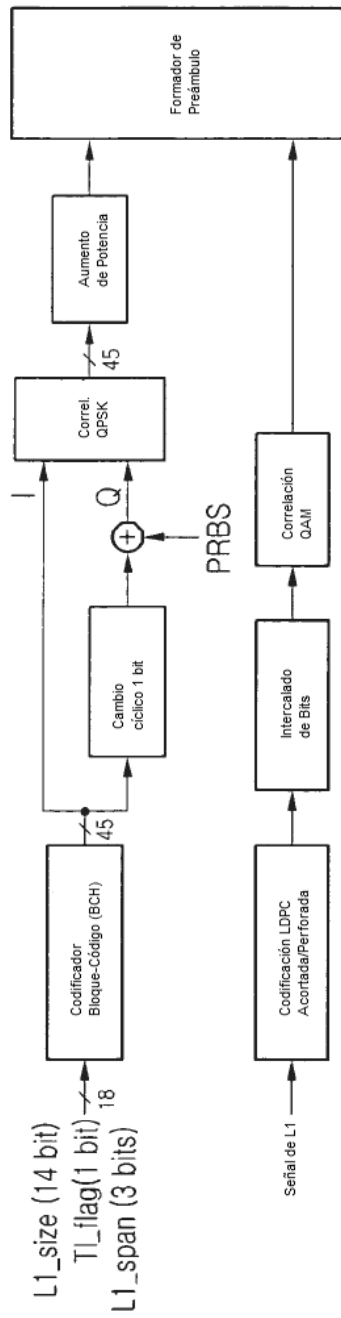 L1_size (14 bit)
TI_flag(1 bit)
L1_span (3 bits)
18
Codificador
Bloque-Código (BCH)
45
Cambio
cíclico 1 bit
I
Q
PRBS
Correl.
QPSK
45
Aumento
de Potencia
Formador de
Preámbulo
Señal de L1
Codificación LDPC
Acortada/Perforada
Intercalado
de Bits
Correlación
QAM